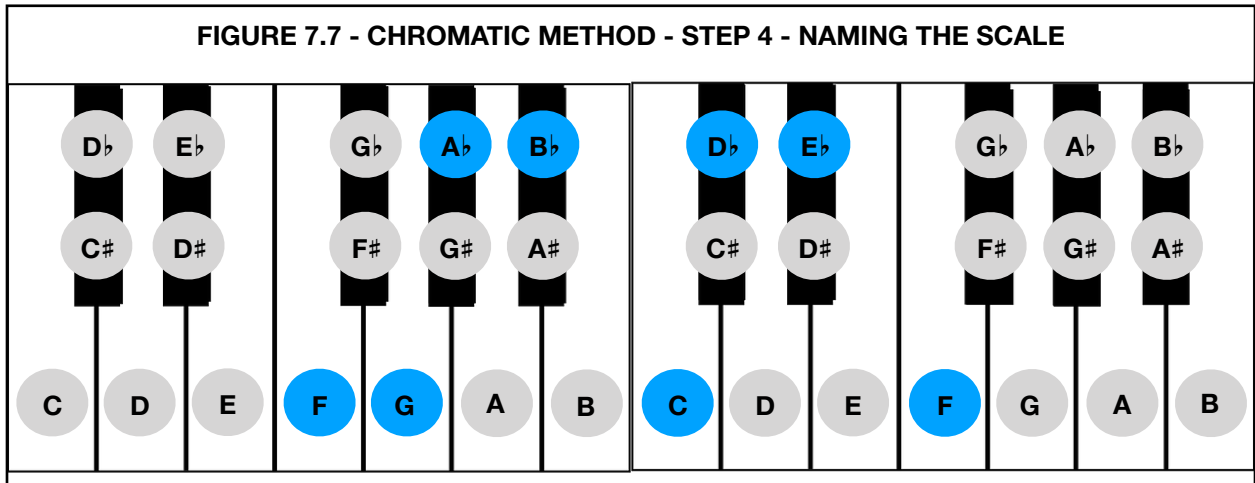 FIGURE 7.7 - CHROMATIC METHOD - STEP 4 - NAMING THE SCALE
D♭ E♭ G♭ A♭ B♭ D♭ E♭ G♭ A♭ B♭
C♯ D♯ F♯ G♯ A♯ C♯ D♯ F♯ G♯ A♯
C D E F G A B C D E F G A B